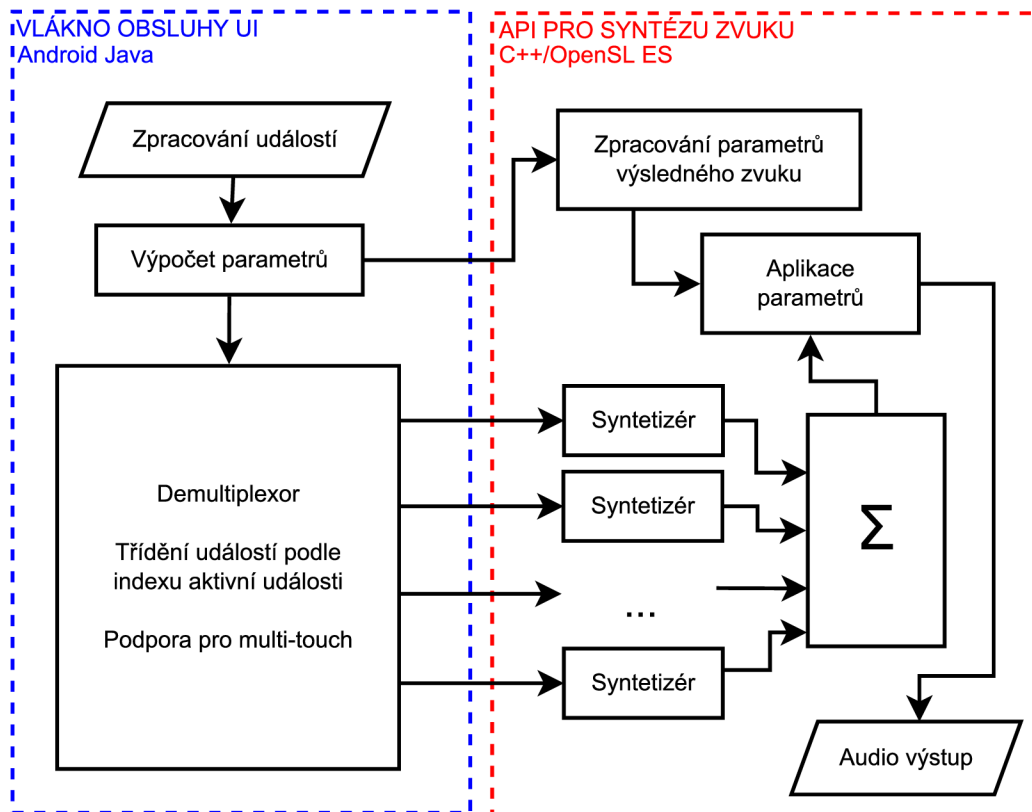 VLÁKNO OBSLUHY UI
Android Java
Zpracování událostí
Výpočet parametrů
Demultiplexor
Třídění událostí podle
indexu aktivní události
Podpora pro multi-touch
API PRO SYNTÉZU ZVUKU
C++/OpenSL ES
Zpracování parametrů
výsledného zvuku
Aplikace
parametrů
Syntetizér
Syntetizér
...
Syntetizér
Σ
Audio výstup